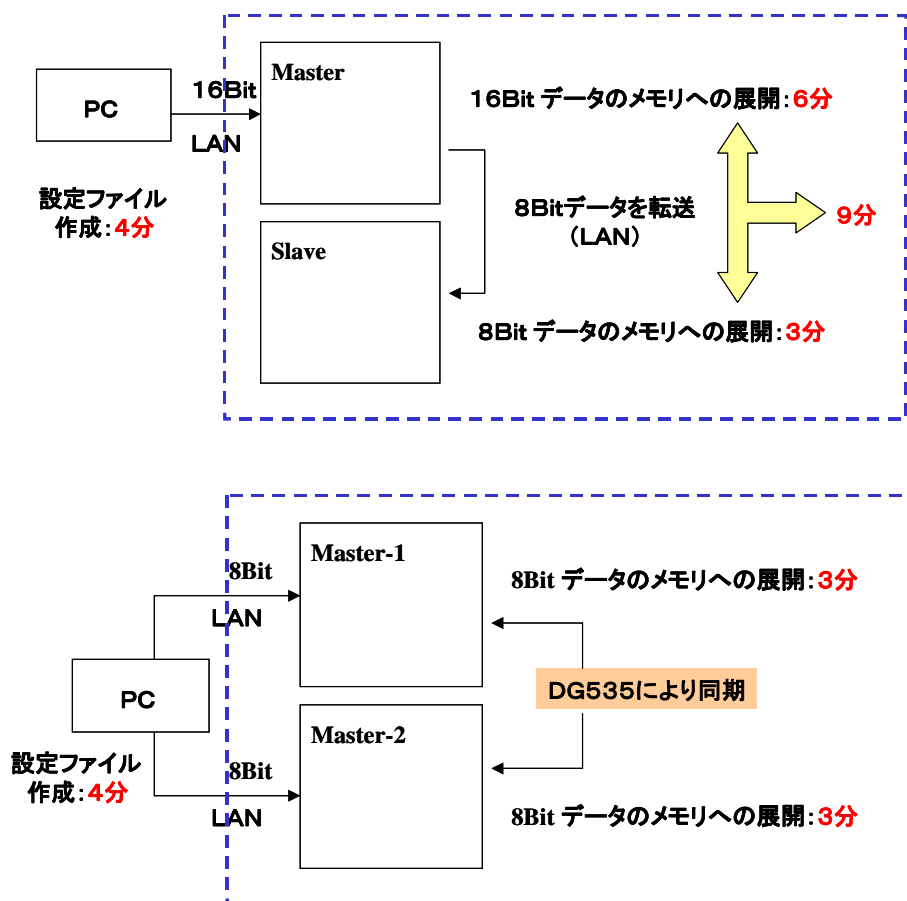 Master
PC
16Bit
LAN
16Bit データのメモリへの展開：6分
設定ファイル
作成：4分
8Bitデータを転送
（LAN）
9分
Slave
8Bit データのメモリへの展開：3分
Master-1
8Bit
LAN
8Bit データのメモリへの展開：3分
PC
DG535により同期
設定ファイル
作成：4分
Master-2
8Bit
LAN
8Bit データのメモリへの展開：3分